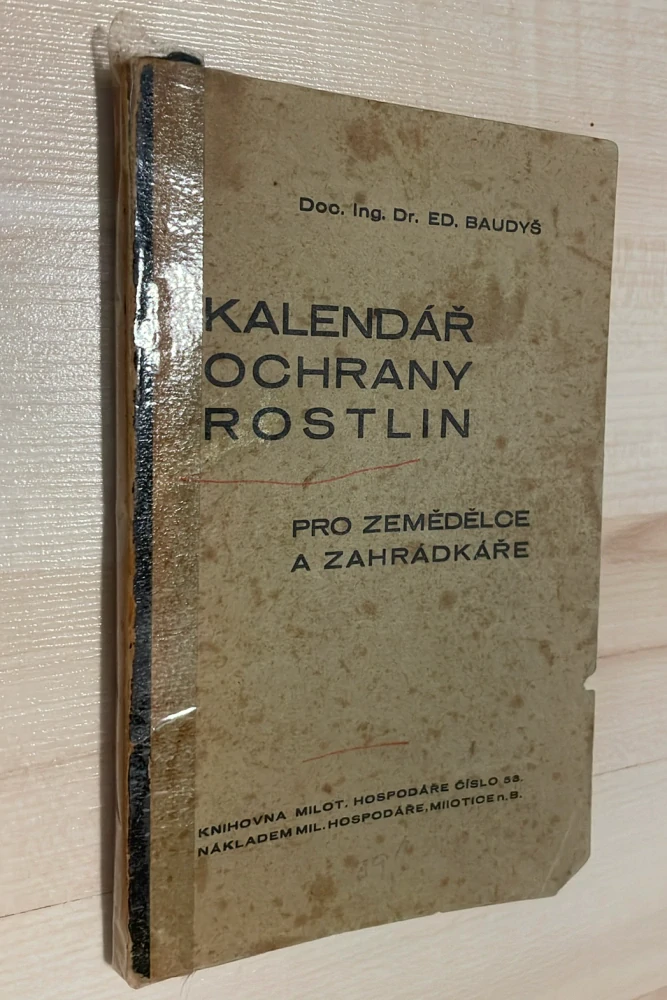 Doc. Ing. Dr. ED. BAUDYŠ
KALENDÁŘ
OCHRANY
ROSTLIN
PRO ZEMĚDĚLCE
A ZAHRÁDKÁŘE
KNIHOVNA MILOT. HOSPODÁŘE ČÍSLO 53.
NÁKLADEM MIL. HOSPODÁŘE, MILOTICE n. B.